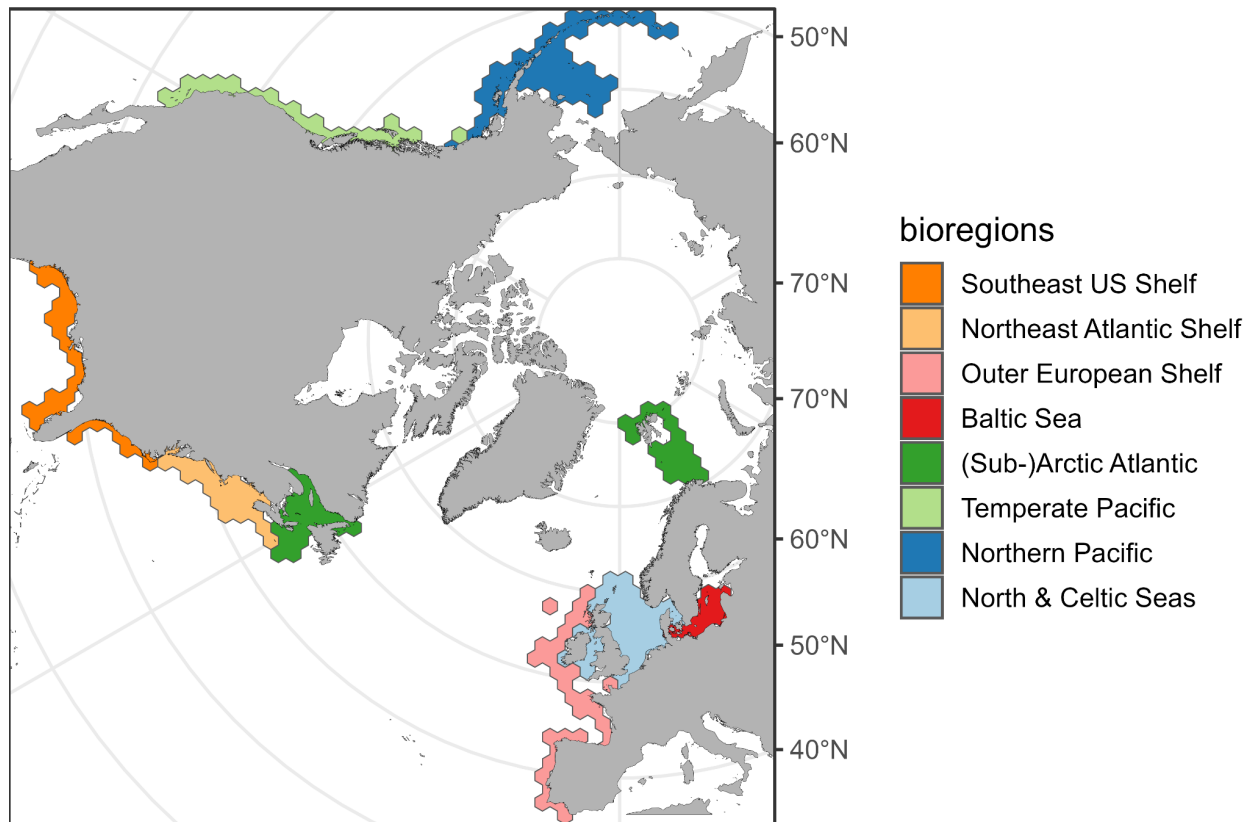 50°N
60°N
70°N
70°N
60°N
50°N
40°N
bioregions
Southeast US Shelf
Northeast Atlantic Shelf
Outer European Shelf
Baltic Sea
(Sub-)Arctic Atlantic
Temperate Pacific
Northern Pacific
North & Celtic Seas